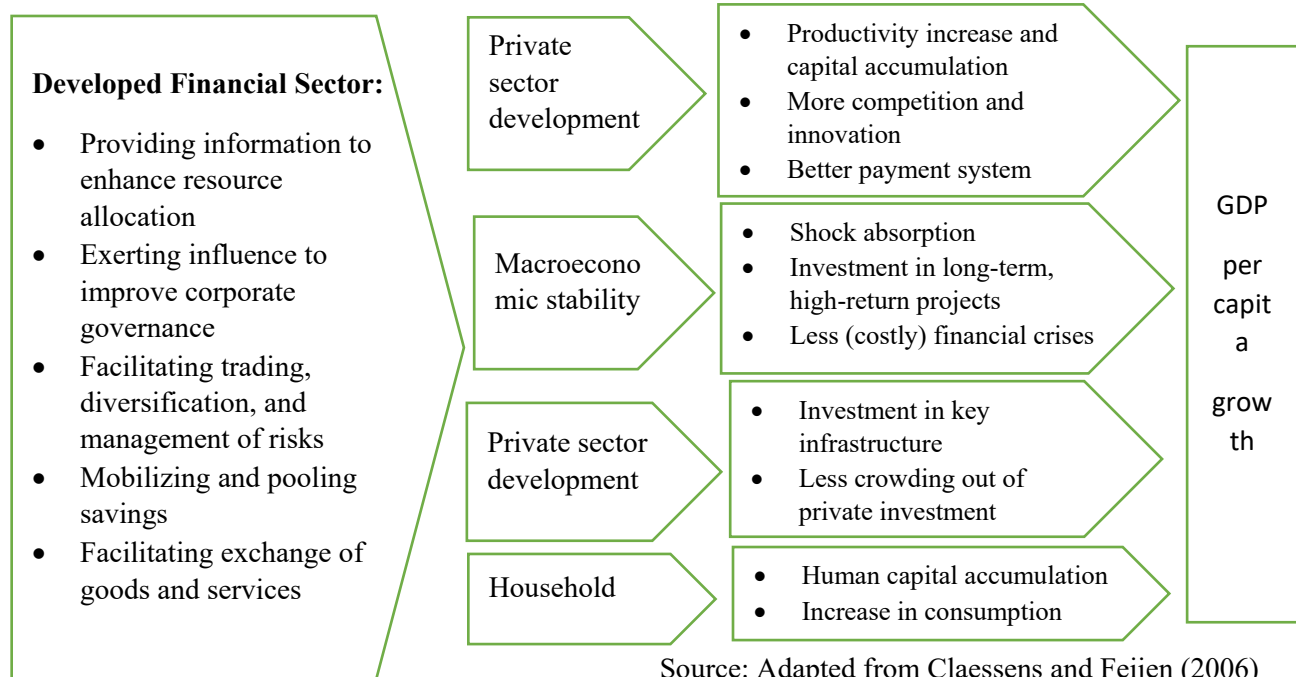 Developed Financial Sector:
• Providing information to
enhance resource
allocation
• Exerting influence to
improve corporate
governance
• Facilitating trading,
diversification, and
management of risks
• Mobilizing and pooling
savings
• Facilitating exchange of
goods and services
Private
sector
development
• Productivity increase and
capital accumulation
• More competition and
innovation
• Better payment system
Macroecono
mic stability
• Shock absorption
• Investment in long-term,
high-return projects
• Less (costly) financial crises
Private sector
development
• Investment in key
infrastructure
• Less crowding out of
private investment
Household
• Human capital accumulation
• Increase in consumption
GDP
per
capit
a
grow
th
Source: Adapted from Claessens and Feijen (2006)